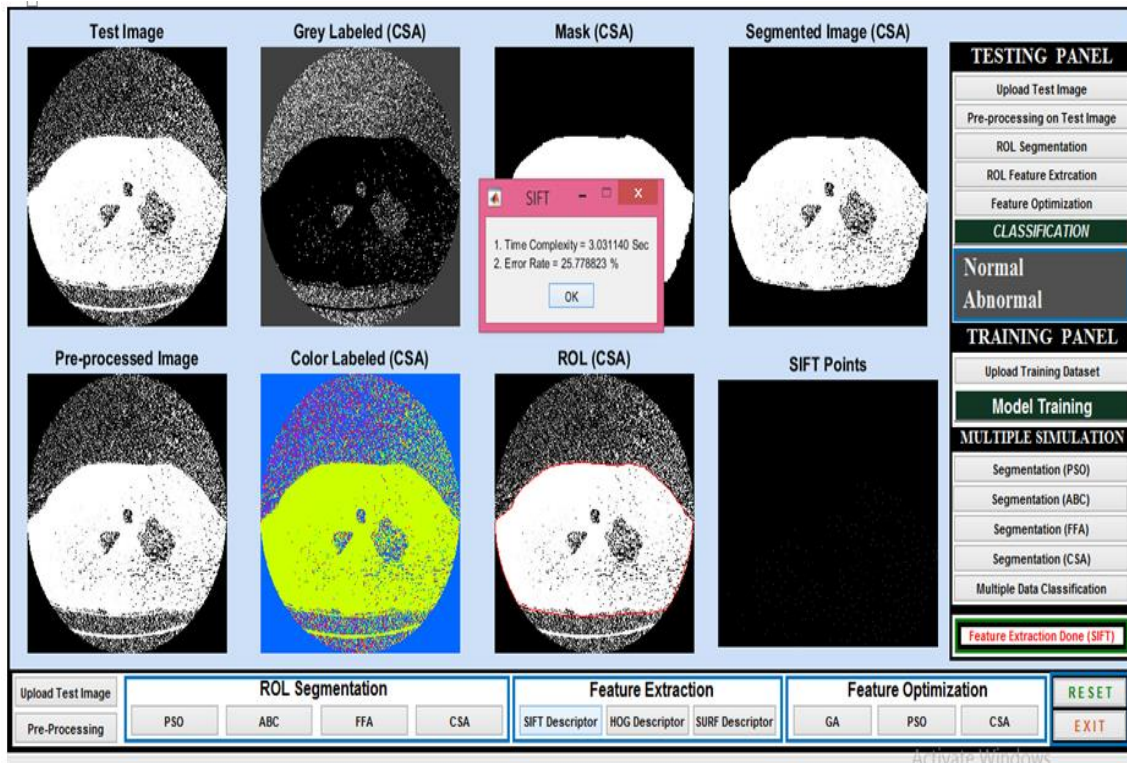 Test Image
Grey Labeled (CSA)
Mask (CSA)
Segmented Image (CSA)
SIFT
1. Time Complexity = 3.031140 Sec
2. Error Rate = 25.778823 %
OK
Pre-processed Image
Color Labeled (CSA)
ROL (CSA)
SIFT Points
TESTING PANEL
Upload Test Image
Pre-processing on Test Image
ROL Segmentation
ROL Feature Extrcation
Feature Optimization
CLASSIFICATION
Normal
Abnormal
TRAINING PANEL
Upload Training Dataset
Model Training
MULTIPLE SIMULATION
Segmentation (PSO)
Segmentation (ABC)
Segmentation (FFA)
Segmentation (CSA)
Multiple Data Classification
Feature Extraction Done (SIFT)
Upload Test Image
Pre-Processing
ROL Segmentation
PSO
ABC
FFA
CSA
Feature Extraction
SIFT Descriptor
HOG Descriptor
SURF Descriptor
Feature Optimization
GA
PSO
CSA
RESET
EXIT
Activate Windows